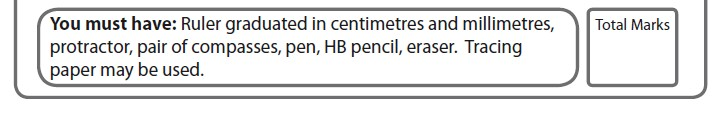 You must have: Ruler graduated in centimetres and millimetres,
protractor, pair of compasses, pen, HB pencil, eraser. Tracing
paper may be used.
Total Marks